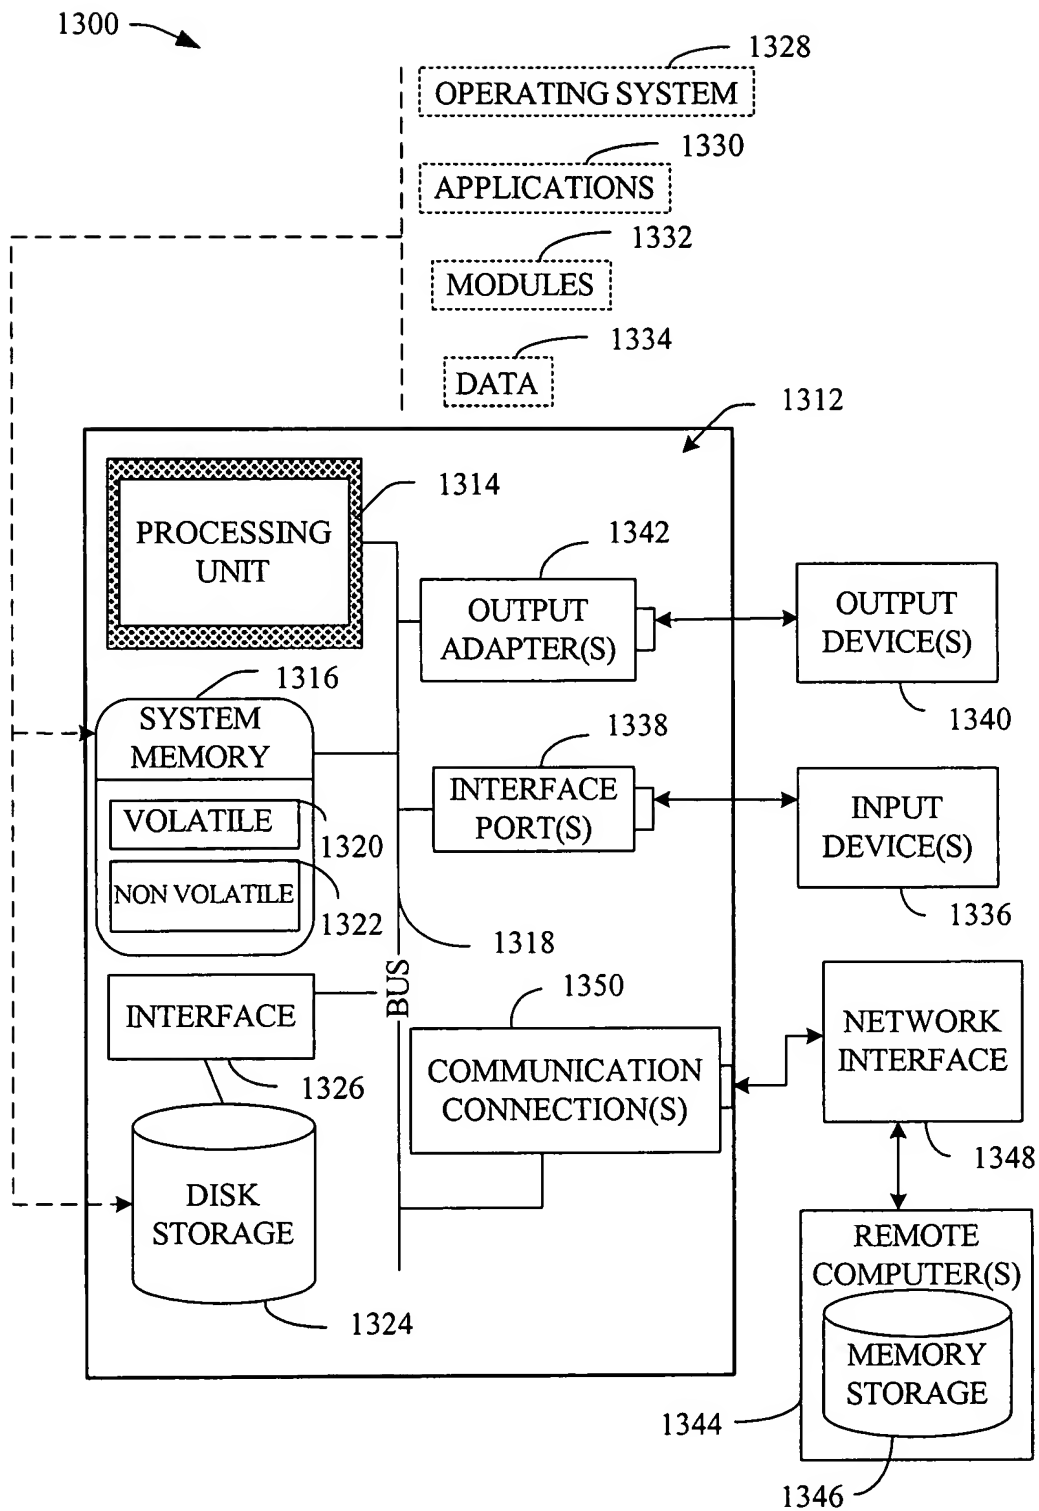 1300
1328
OPERATING SYSTEM
1330
APPLICATIONS
1332
MODULES
1334
DATA
1312
1314
PROCESSING
UNIT
1342
OUTPUT
ADAPTER(S)
OUTPUT
DEVICE(S)
1340
1316
SYSTEM
MEMORY
1338
INTERFACE
PORT(S)
INPUT
DEVICE(S)
1336
VOLATILE
1320
NON VOLATILE
1322
1318
BUS
INTERFACE
1326
1350
COMMUNICATION
CONNECTION(S)
NETWORK
INTERFACE
1348
DISK
STORAGE
1324
REMOTE
COMPUTER(S)
MEMORY
STORAGE
1344
1346